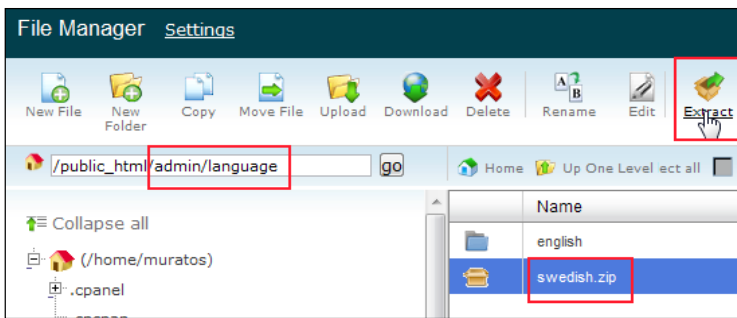 File Manager Settings
New File New Folder Copy Move File Upload Download Delete Rename Edit Extract
/public_html/admin/language go Home Up One Level ect all
Collapse all
Name
(/home/muratos)
english
.cpanel
swedish.zip